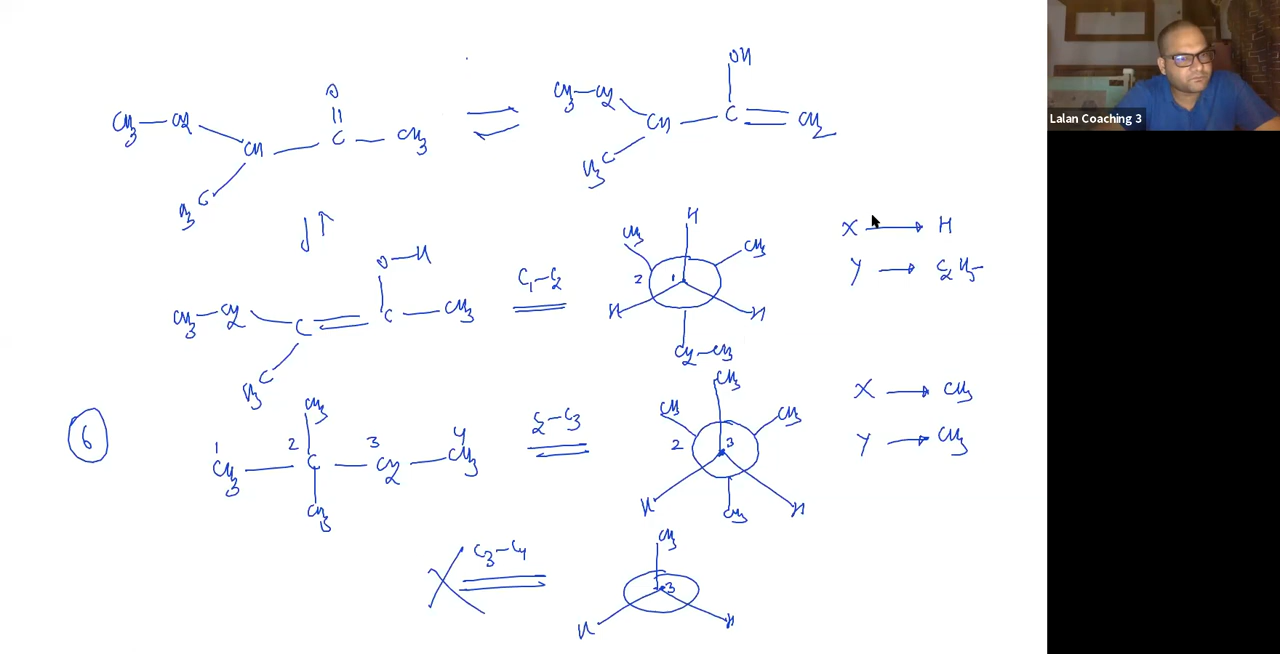 O
CH3—CH2
CH — C — CH3
H3C
OH
CH3—CH2
CH — C = CH2
H3C
Lalan Coaching 3
H
CH3
CH3
2
1
H
H
CH2—CH3
X → H
Y → C2H5
O—H
CH3—CH2
C = C — CH3
H3C
C1—C2
6
CH3
1 2 3 4
CH3 — C — CH2 — CH3
CH3
C2—C3
CH3
CH3
CH3
2
3
H
H
CH3
X → CH3
Y → CH3
X
C3—C4
CH3
3
H
H